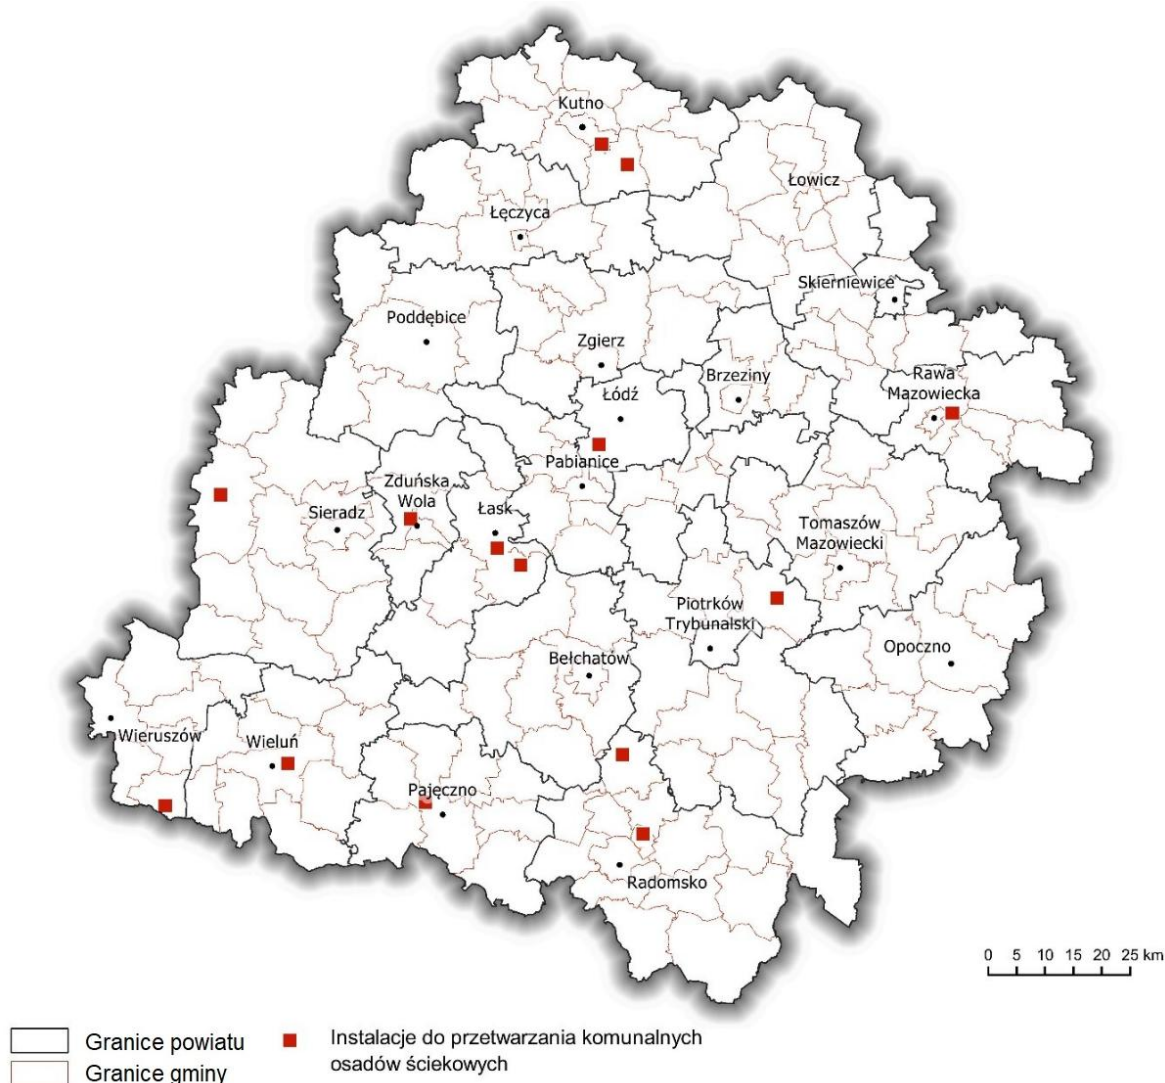 Kutno
Łowicz
Łęczyca
Skierniewice
Poddębice
Zgierz
Brzeziny
Rawa
Mazowiecka
Łódź
Pabianice
Zduńska
Wola
Sieradz
Łask
Tomaszów
Mazowiecki
Piotrków
Trybunalski
Opoczno
Bełchatów
Wieruszów
Wieluń
Pajęczno
Radomsko
0 5 10 15 20 25 km
Granice powiatu
Granice gminy
Instalacje do przetwarzania komunalnych
osadów ściekowych